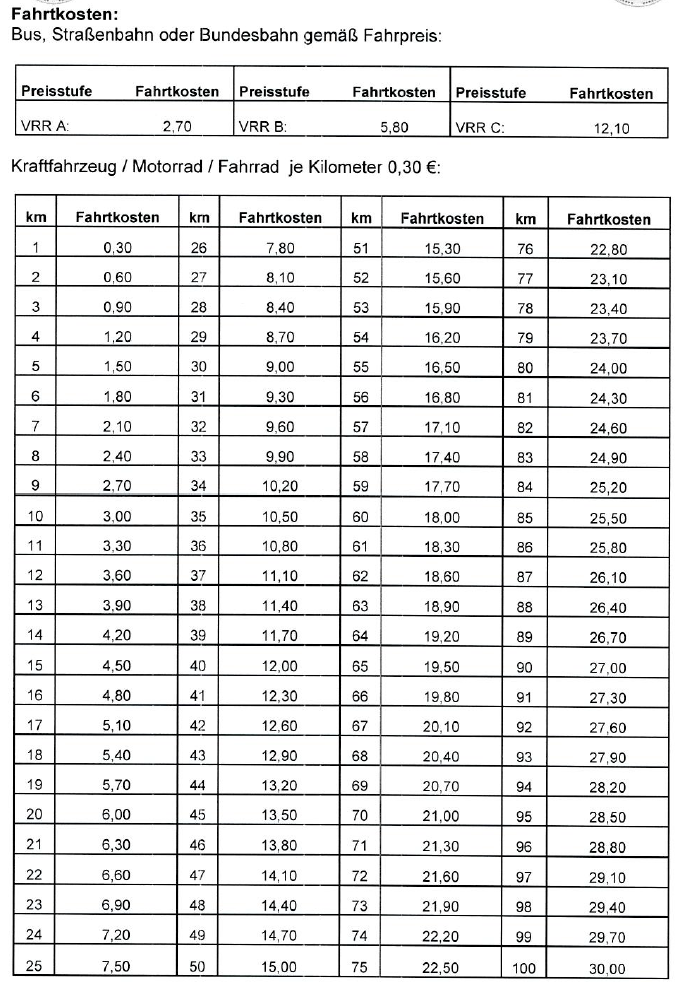 Fahrtkosten:
Bus, Straßenbahn oder Bundesbahn gemäß Fahrpreis:
Preisstufe Fahrtkosten Preisstufe Fahrtkosten Preisstufe Fahrtkosten
VRR A: 2,70 VRR B: 5,80 VRR C: 12,10
Kraftfahrzeug / Motorrad / Fahrrad je Kilometer 0,30 €:
km Fahrtkosten km Fahrtkosten km Fahrtkosten km Fahrtkosten
1 0,30 26 7,80 51 15,30 76 22,80
2 0,60 27 8,10 52 15,60 77 23,10
3 0,90 28 8,40 53 15,90 78 23,40
4 1,20 29 8,70 54 16,20 79 23,70
5 1,50 30 9,00 55 16,50 80 24,00
6 1,80 31 9,30 56 16,80 81 24,30
7 2,10 32 9,60 57 17,10 82 24,60
8 2,40 33 9,90 58 17,40 83 24,90
9 2,70 34 10,20 59 17,70 84 25,20
10 3,00 35 10,50 60 18,00 85 25,50
11 3,30 36 10,80 61 18,30 86 25,80
12 3,60 37 11,10 62 18,60 87 26,10
13 3,90 38 11,40 63 18,90 88 26,40
14 4,20 39 11,70 64 19,20 89 26,70
15 4,50 40 12,00 65 19,50 90 27,00
16 4,80 41 12,30 66 19,80 91 27,30
17 5,10 42 12,60 67 20,10 92 27,60
18 5,40 43 12,90 68 20,40 93 27,90
19 5,70 44 13,20 69 20,70 94 28,20
20 6,00 45 13,50 70 21,00 95 28,50
21 6,30 46 13,80 71 21,30 96 28,80
22 6,60 47 14,10 72 21,60 97 29,10
23 6,90 48 14,40 73 21,90 98 29,40
24 7,20 49 14,70 74 22,20 99 29,70
25 7,50 50 15,00 75 22,50 100 30,00